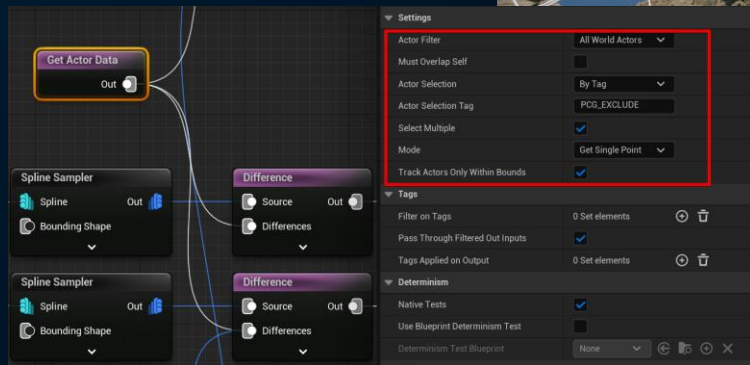 Get Actor Data
Out
Spline Sampler
Spline
Out
Bounding Shape
Difference
Source
Out
Differences
Spline Sampler
Spline
Out
Bounding Shape
Difference
Source
Out
Differences
Settings
Actor Filter
All World Actors
Must Overlap Self
Actor Selection
By Tag
Actor Selection Tag
PCG_EXCLUDE
Select Multiple
Mode
Get Single Point
Track Actors Only Within Bounds
Tags
Filter on Tags
0 Set elements
Pass Through Filtered Out Inputs
Tags Applied on Output
0 Set elements
Determinism
Native Tests
Use Blueprint Determinism Test
Determinism Test Blueprint
None